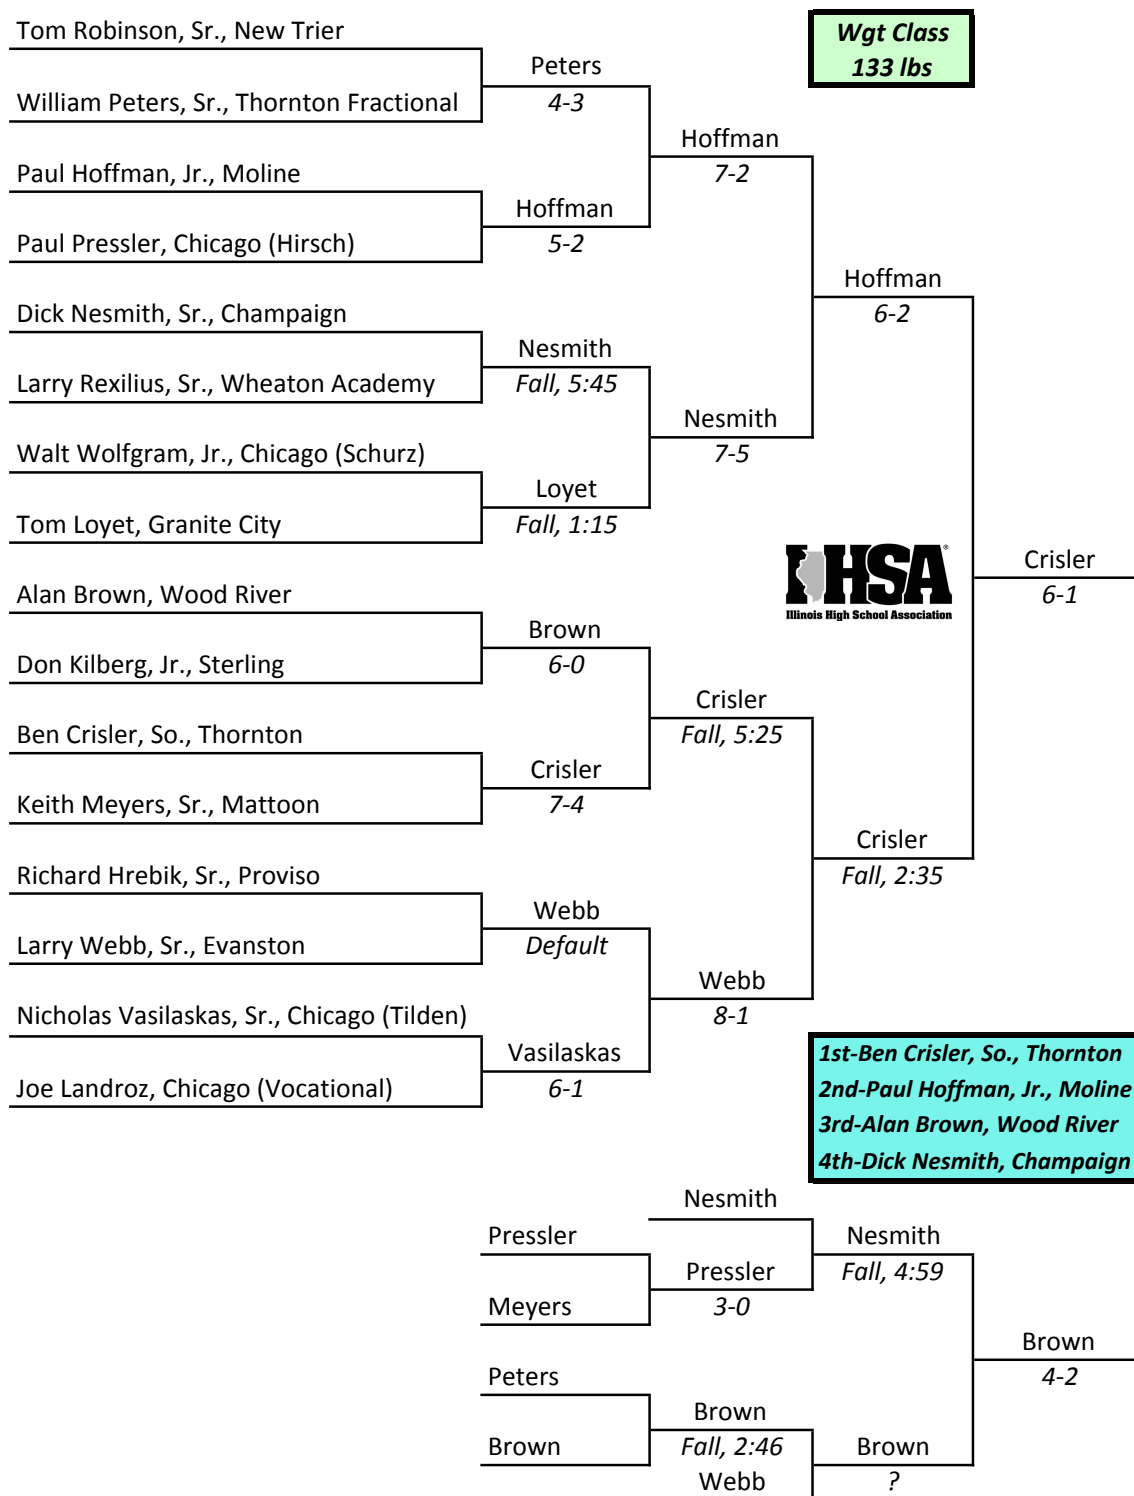 Tom Robinson, Sr., New Trier
Wgt Class
133 lbs
Peters
William Peters, Sr., Thornton Fractional
4-3
Hoffman
7-2
Paul Hoffman, Jr., Moline
Hoffman
Paul Pressler, Chicago (Hirsch)
5-2
Hoffman
6-2
Dick Nesmith, Sr., Champaign
Nesmith
Larry Rexilius, Sr., Wheaton Academy
Fall, 5:45
Nesmith
7-5
Walt Wolfgram, Jr., Chicago (Schurz)
Loyet
Tom Loyet, Granite City
Fall, 1:15
IHSA®
Illinois High School Association
Crisler
6-1
Alan Brown, Wood River
Brown
Don Kilberg, Jr., Sterling
6-0
Crisler
Fall, 5:25
Ben Crisler, So., Thornton
Crisler
Keith Meyers, Sr., Mattoon
7-4
Crisler
Fall, 2:35
Richard Hrebik, Sr., Proviso
Webb
Larry Webb, Sr., Evanston
Default
Webb
8-1
Nicholas Vasilaskas, Sr., Chicago (Tilden)
Vasilaskas
Joe Landroz, Chicago (Vocational)
6-1
1st-Ben Crisler, So., Thornton
2nd-Paul Hoffman, Jr., Moline
3rd-Alan Brown, Wood River
4th-Dick Nesmith, Champaign
Nesmith
Pressler
Nesmith
Fall, 4:59
Pressler
Meyers
3-0
Brown
4-2
Peters
Brown
Brown
Fall, 2:46
Brown
Webb
?